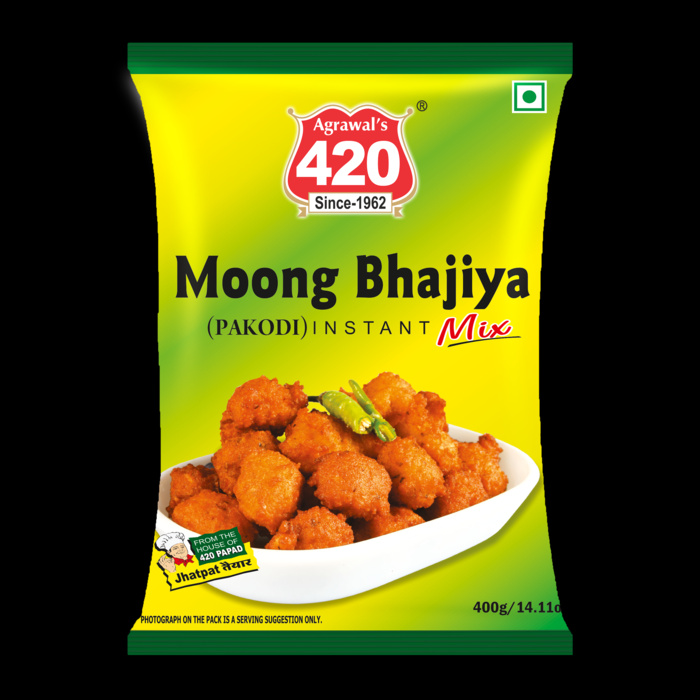 Agrawal's
®
420
Since-1962
Moong Bhajiya
(PAKODI) INSTANT Mix
FROM THE
HOUSE OF
420 PAPAD
Jhatpat तैयार
400g/14.11o
PHOTOGRAPH ON THE PACK IS A SERVING SUGGESTION ONLY.